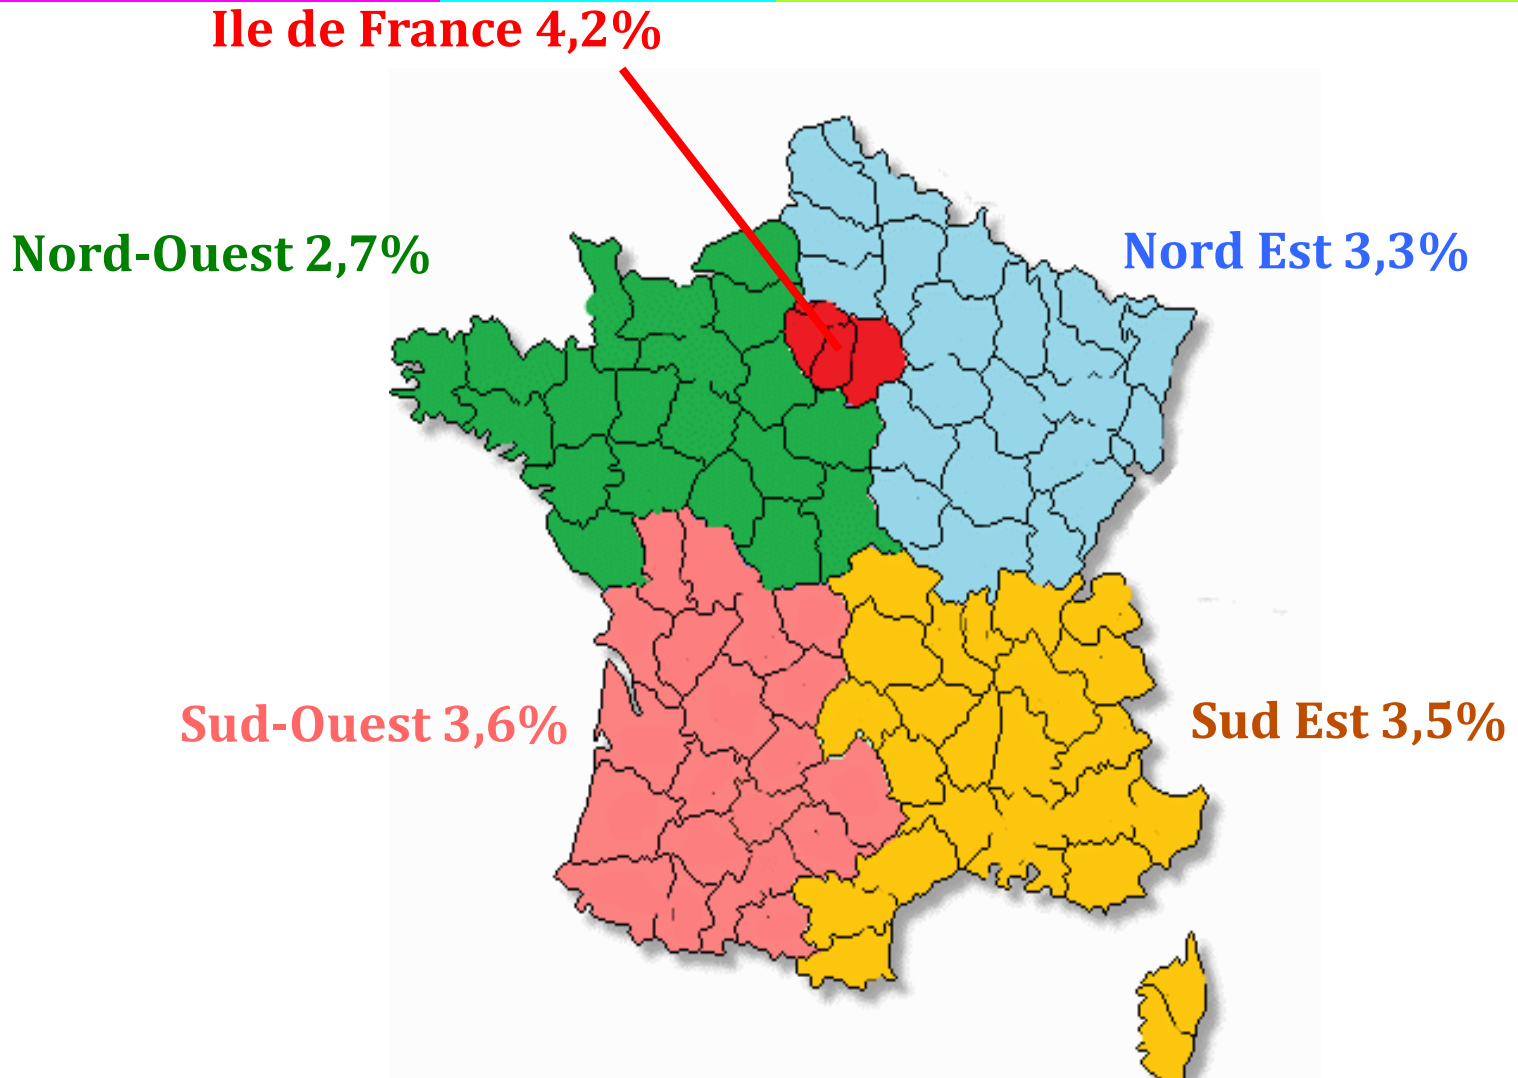 Ile de France 4,2%
Nord-Ouest 2,7%
Nord Est 3,3%
Sud-Ouest 3,6%
Sud Est 3,5%